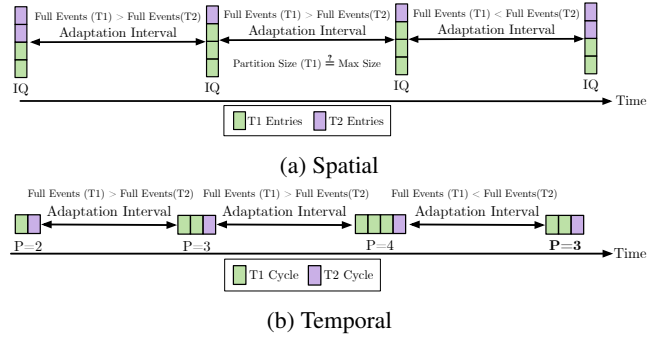 Full Events (T1) > Full Events(T2) Full Events (T1) > Full Events(T2) Full Events (T1) < Full Events(T2)
Adaptation Interval Adaptation Interval Adaptation Interval
Partition Size (T1) ≟ Max Size
IQ IQ IQ IQ
Time
T1 Entries T2 Entries
(a) Spatial
Full Events (T1) > Full Events(T2) Full Events (T1) > Full Events(T2) Full Events (T1) < Full Events(T2)
Adaptation Interval Adaptation Interval Adaptation Interval
P=2 P=3 P=4 P=3
Time
T1 Cycle T2 Cycle
(b) Temporal